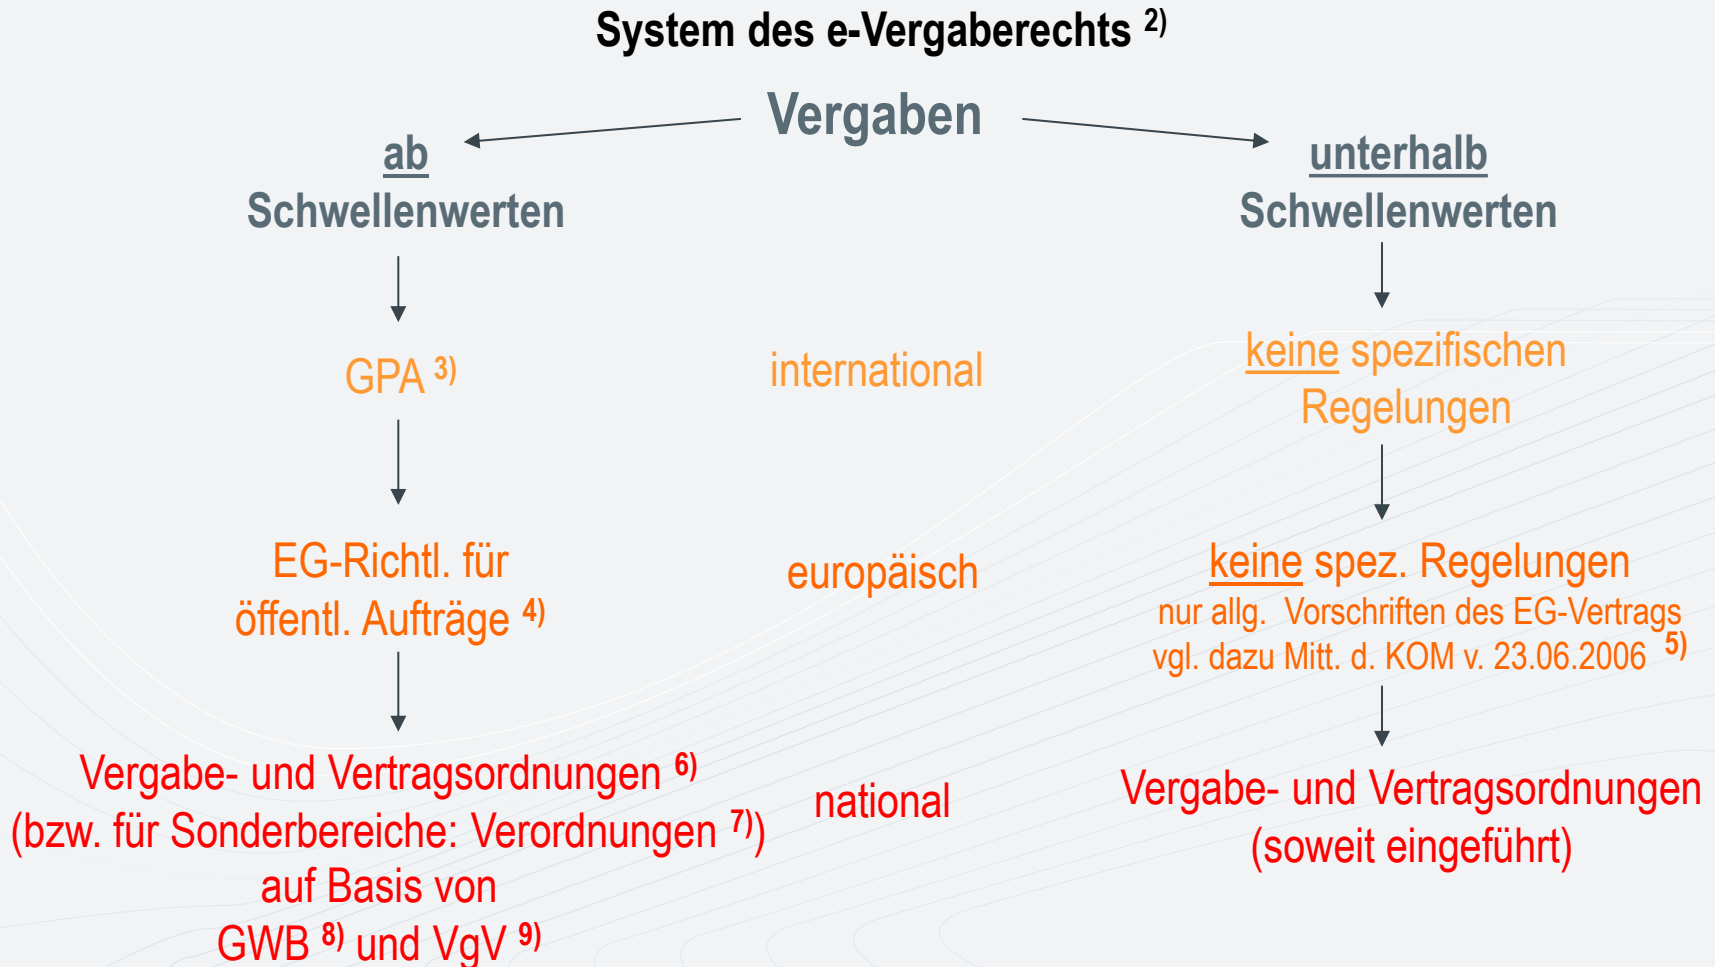 System des e-Vergaberechts ²⁾
Vergaben
ab
Schwellenwerten
unterhalb
Schwellenwerten
GPA ³⁾
international
keine spezifischen
Regelungen
EG-Richtl. für
öffentl. Aufträge ⁴⁾
europäisch
keine spez. Regelungen
nur allg. Vorschriften des EG-Vertrags
vgl. dazu Mitt. d. KOM v. 23.06.2006 ⁵⁾
Vergabe- und Vertragsordnungen ⁶⁾
(bzw. für Sonderbereiche: Verordnungen ⁷⁾)
auf Basis von
GWB ⁸⁾ und VgV ⁹⁾
national
Vergabe- und Vertragsordnungen
(soweit eingeführt)